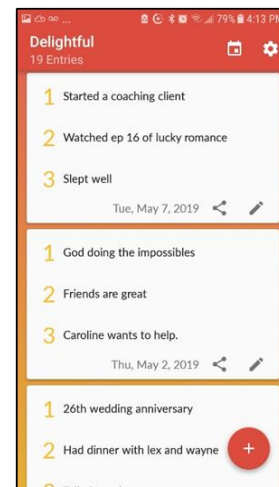 79% 4:13 PM
Delightful
19 Entries
1 Started a coaching client
2 Watched ep 16 of lucky romance
3 Slept well
Tue, May 7, 2019
1 God doing the impossibles
2 Friends are great
3 Caroline wants to help.
Thu, May 2, 2019
1 26th wedding anniversary
2 Had dinner with lex and wayne